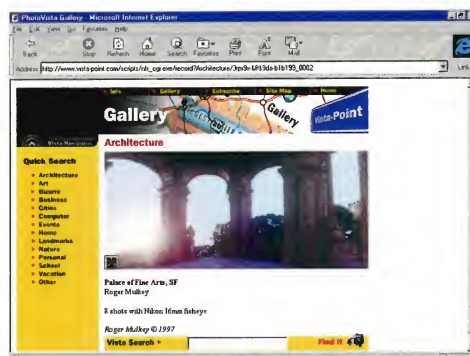 PhotoVista Gallery - Microsoft Internet Explorer
File Edit View Go Favorites Help
Back Stop Refresh Home Search Favorites Print Font Mail
Address http://www.vista-point.com/scripts/nb_cgi.exe/record?Architecture/
Info Gallery Subscribe Site Map Home
Gallery
Gallery
Vista-Point
Vista Navigator
Architecture
Quick Search
Architecture
Art
Bizarre
Business
Cities
Computer
Events
Home
Landmarks
Nature
Personal
School
Vacation
Other
Palace of Fine Arts, SF
Roger Mulkey
8 shots with Nikon 16mm fisheye
Roger Mulkey © 1997
Vista Search
Find it